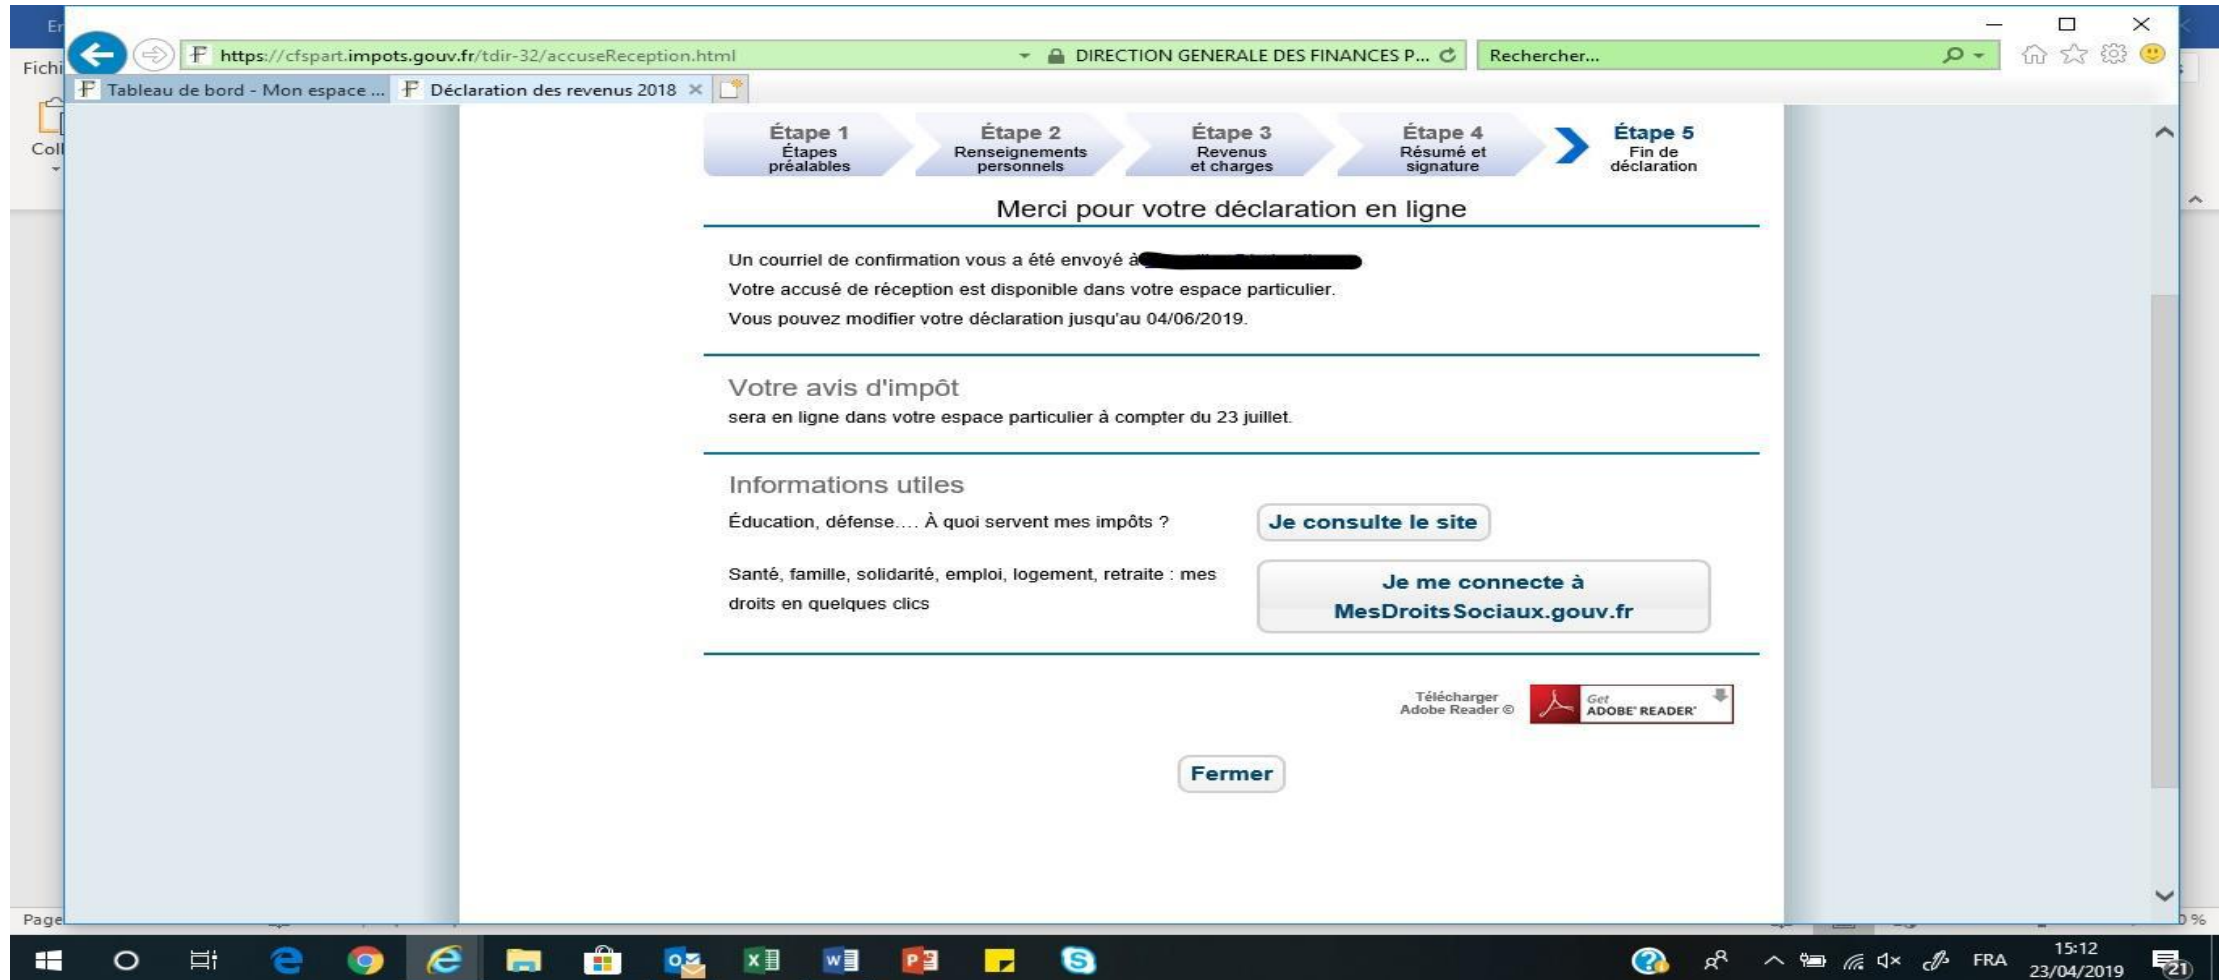 https://cfspart.impots.gouv.fr/tdir-32/accuseReception.html
DIRECTION GENERALE DES FINANCES P...
Rechercher...
Fichi
Tableau de bord - Mon espace ...
Déclaration des revenus 2018
Coll
Étape 1
Étapes
préalables
Étape 2
Renseignements
personnels
Étape 3
Revenus
et charges
Étape 4
Résumé et
signature
Étape 5
Fin de
déclaration
Merci pour votre déclaration en ligne
Un courriel de confirmation vous a été envoyé à
Votre accusé de réception est disponible dans votre espace particulier.
Vous pouvez modifier votre déclaration jusqu'au 04/06/2019.
Votre avis d'impôt
sera en ligne dans votre espace particulier à compter du 23 juillet.
Informations utiles
Éducation, défense.... À quoi servent mes impôts ?
Je consulte le site
Santé, famille, solidarité, emploi, logement, retraite : mes
droits en quelques clics
Je me connecte à
MesDroitsSociaux.gouv.fr
Télécharger
Adobe Reader ©
Get
ADOBE® READER®
Fermer
Page
%
FRA
15:12
23/04/2019
21